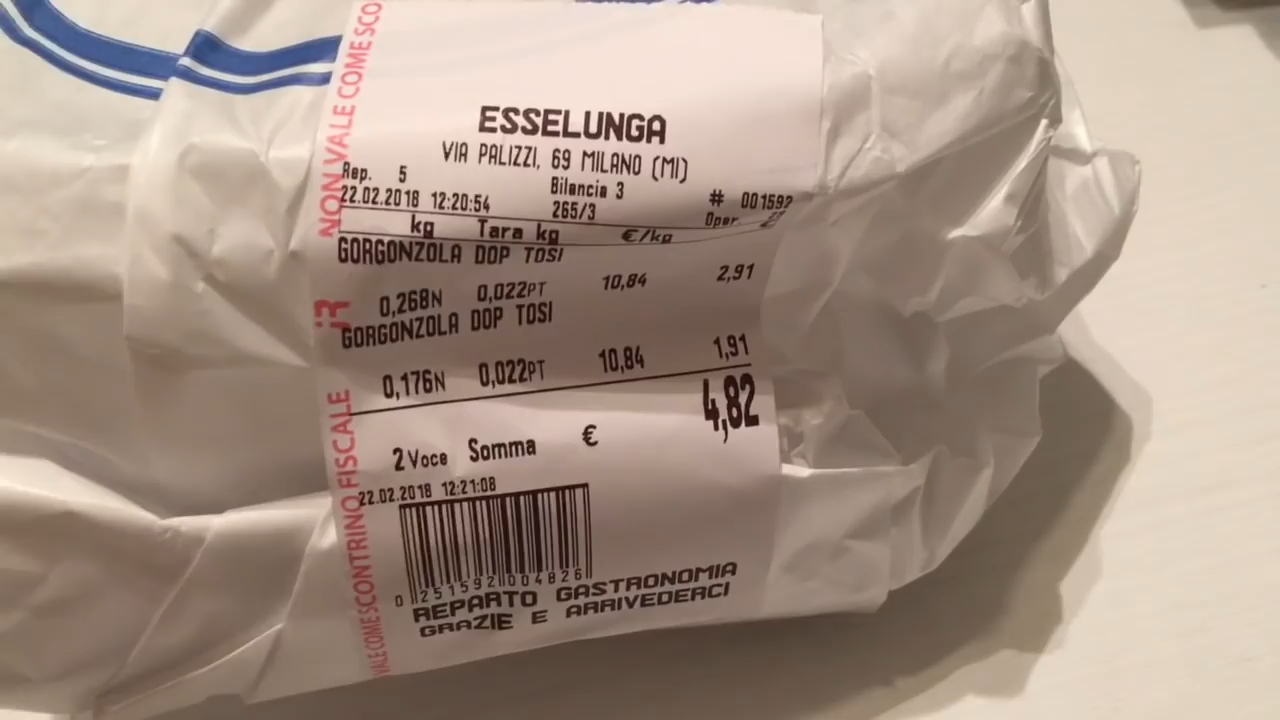 ESSELUNGA
VIA PALIZZI, 69 MILANO (MI)
Rep. 5 Bilancia 3 # 001592
22.02.2018 12:20:54 265/3 Oper.
kg Tara kg €/kg
GORGONZOLA DOP TOSI
0,268N 0,022PT 10,84 2,91
GORGONZOLA DOP TOSI
0,176N 0,022PT 10,84 1,91
2 Voce Somma € 4,82
22.02.2018 12:21:08
0 251592 004826
REPARTO GASTRONOMIA
GRAZIE E ARRIVEDERCI
NON VALE COME SCO
VALE COME SCONTRINO FISCALE